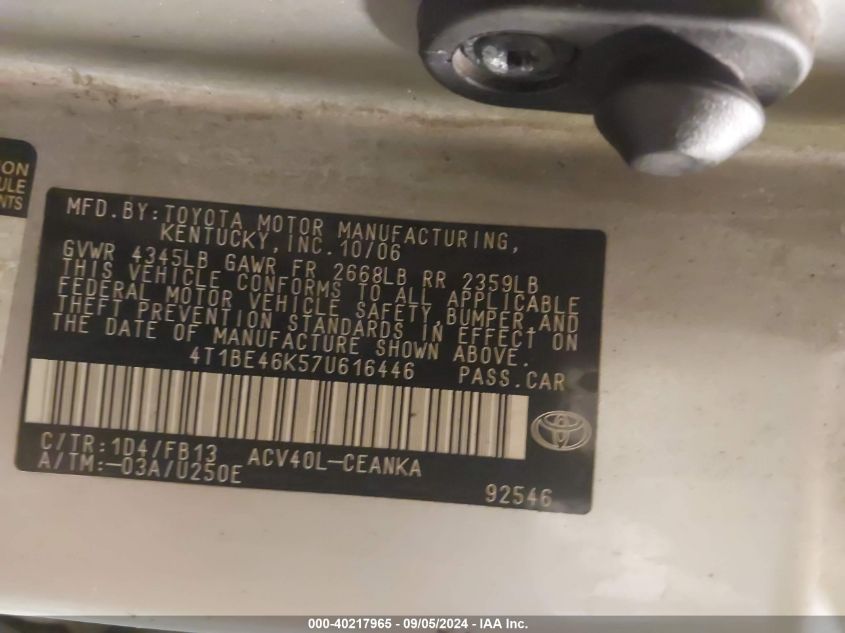 ON
ULE
NTS
MFD.BY:TOYOTA MOTOR MANUFACTURING,
KENTUCKY,INC.10/06
GVWR 4345LB GAWR FR 2668LB RR 2359LB
THIS VEHICLE CONFORMS TO ALL APPLICABLE
FEDERAL MOTOR VEHICLE SAFETY,BUMPER,AND
THEFT PREVENTION STANDARDS IN EFFECT ON
THE DATE OF MANUFACTURE SHOWN ABOVE.
4T1BE46K57U616446 PASS.CAR
C/TR:1D4/FB13 ACV40L-CEANKA
A/TM:-03A/U250E
92546
000-40217965 - 09/05/2024 - IAA Inc.